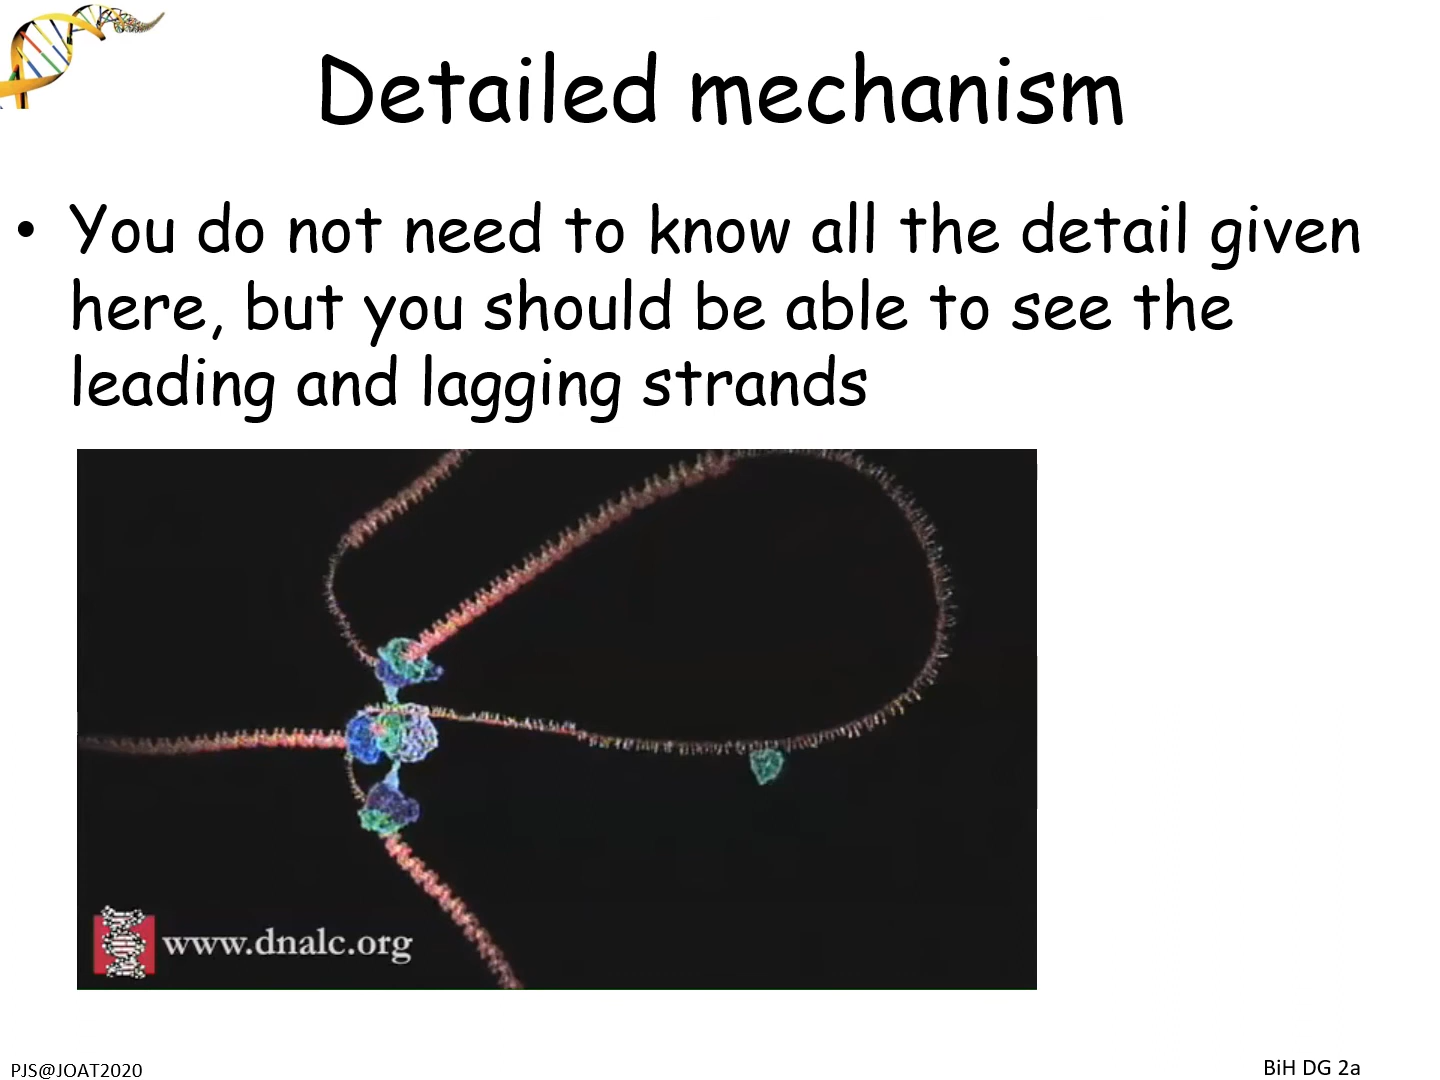 Detailed mechanism
• You do not need to know all the detail given
here, but you should be able to see the
leading and lagging strands
www.dnalc.org
PJS@JOAT2020
BiH DG 2a